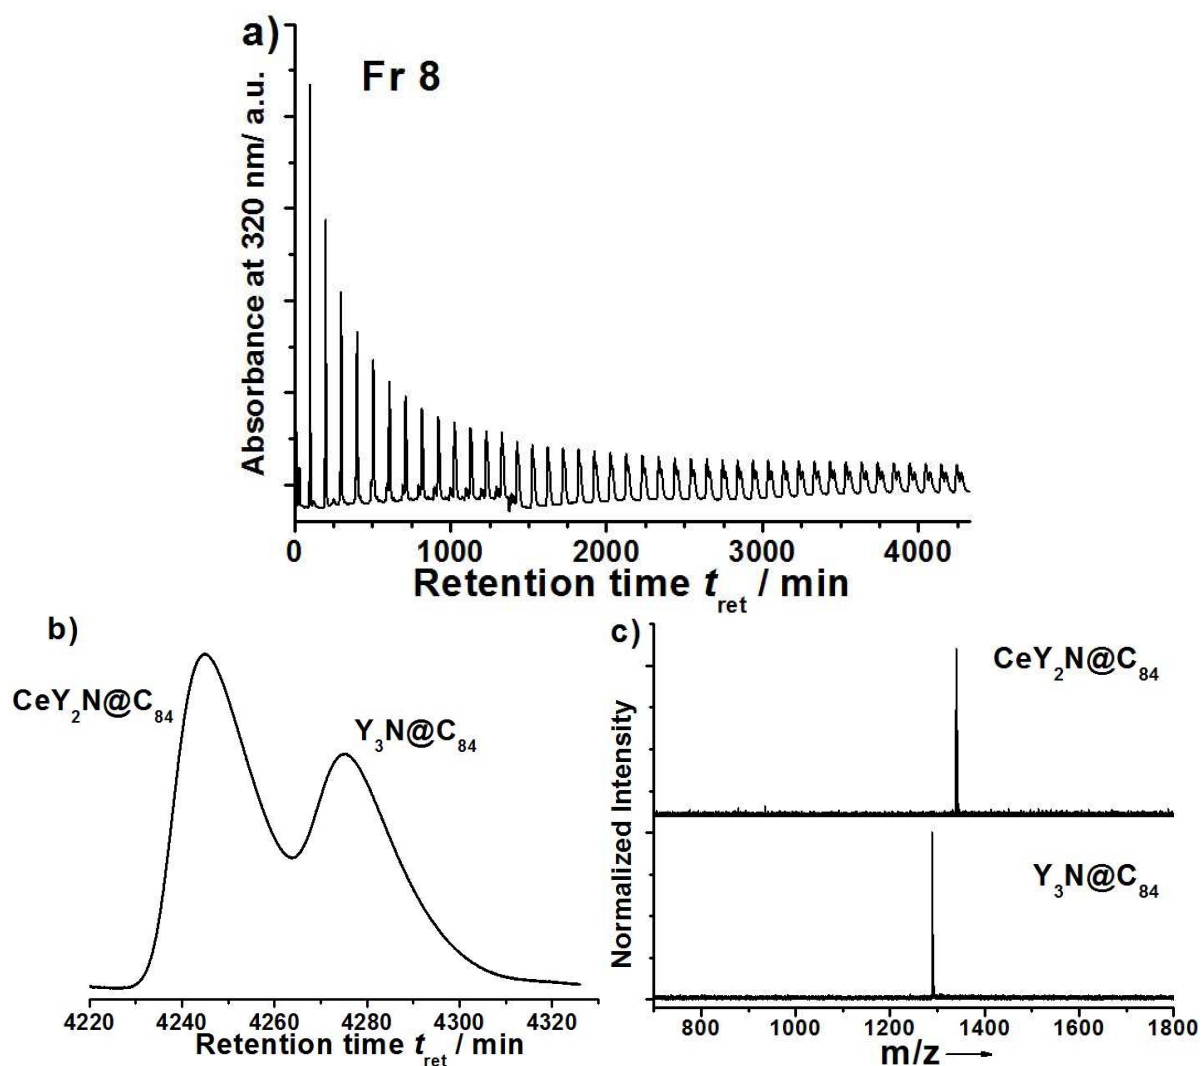 a)
Fr 8
Absorbance at 320 nm/ a.u.
0 1000 2000 3000 4000
Retention time t_ret / min
b)
CeY₂N@C₈₄
Y₃N@C₈₄
4220 4240 4260 4280 4300 4320
Retention time t_ret / min
c)
CeY₂N@C₈₄
Y₃N@C₈₄
Normalized Intensity
800 1000 1200 1400 1600 1800
m/z →